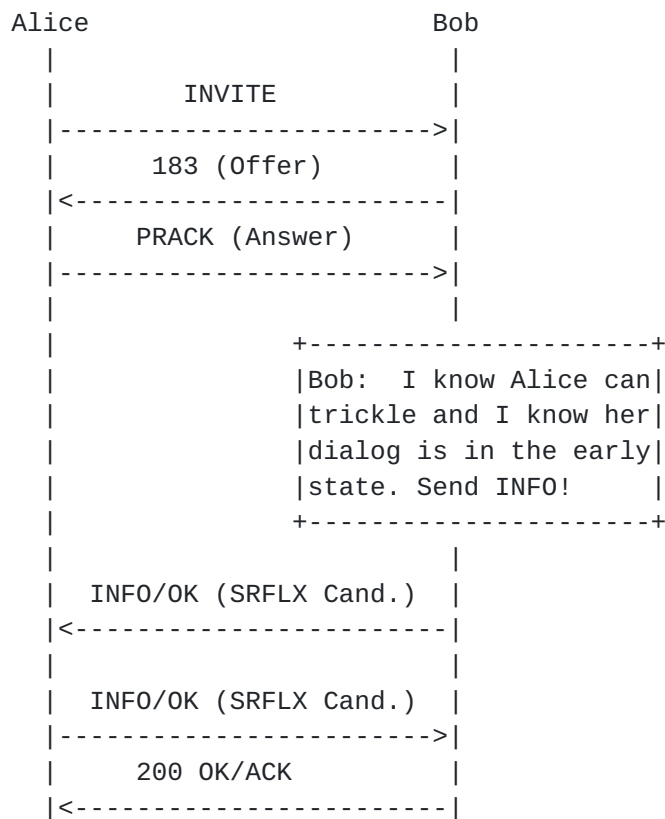 Alice Bob
INVITE
183 (Offer)
PRACK (Answer)
Bob: I know Alice can
trickle and I know her
dialog is in the early
state. Send INFO!
INFO/OK (SRFLX Cand.)
INFO/OK (SRFLX Cand.)
200 OK/ACK